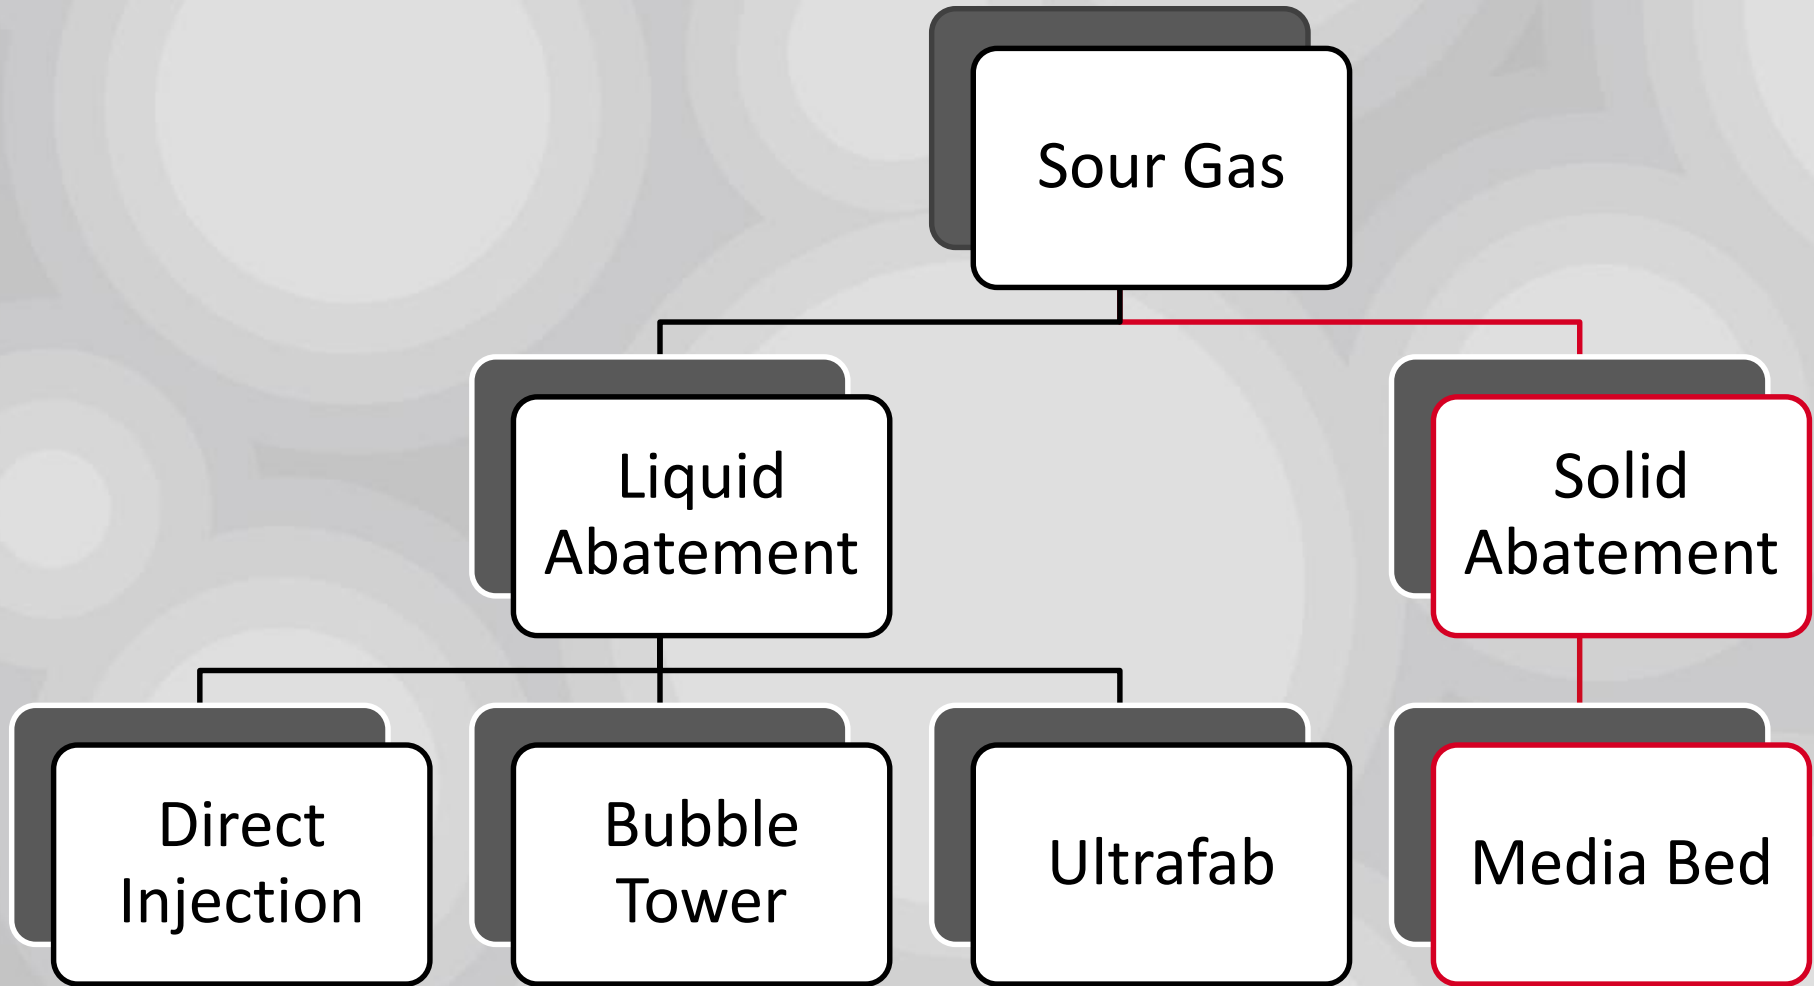 Sour Gas
Liquid
Abatement
Solid
Abatement
Direct
Injection
Bubble
Tower
Ultrafab
Media Bed